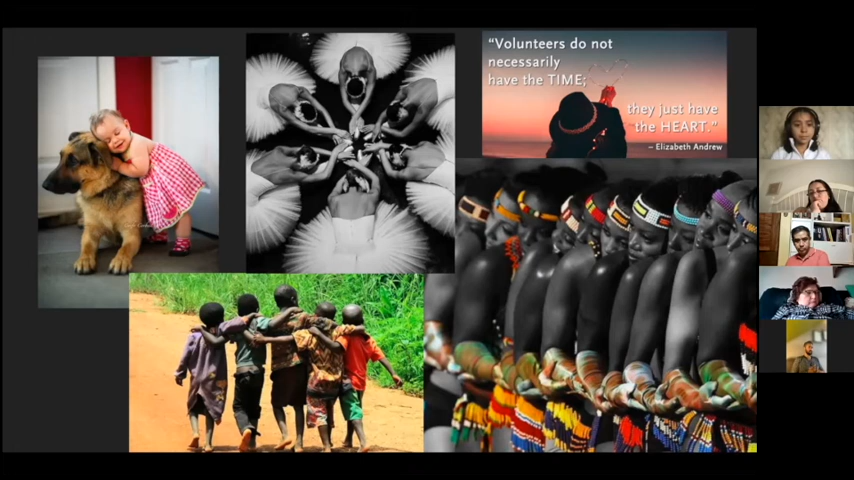 “Volunteers do not
necessarily
have the TIME;
they just have
the HEART.”
– Elizabeth Andrew